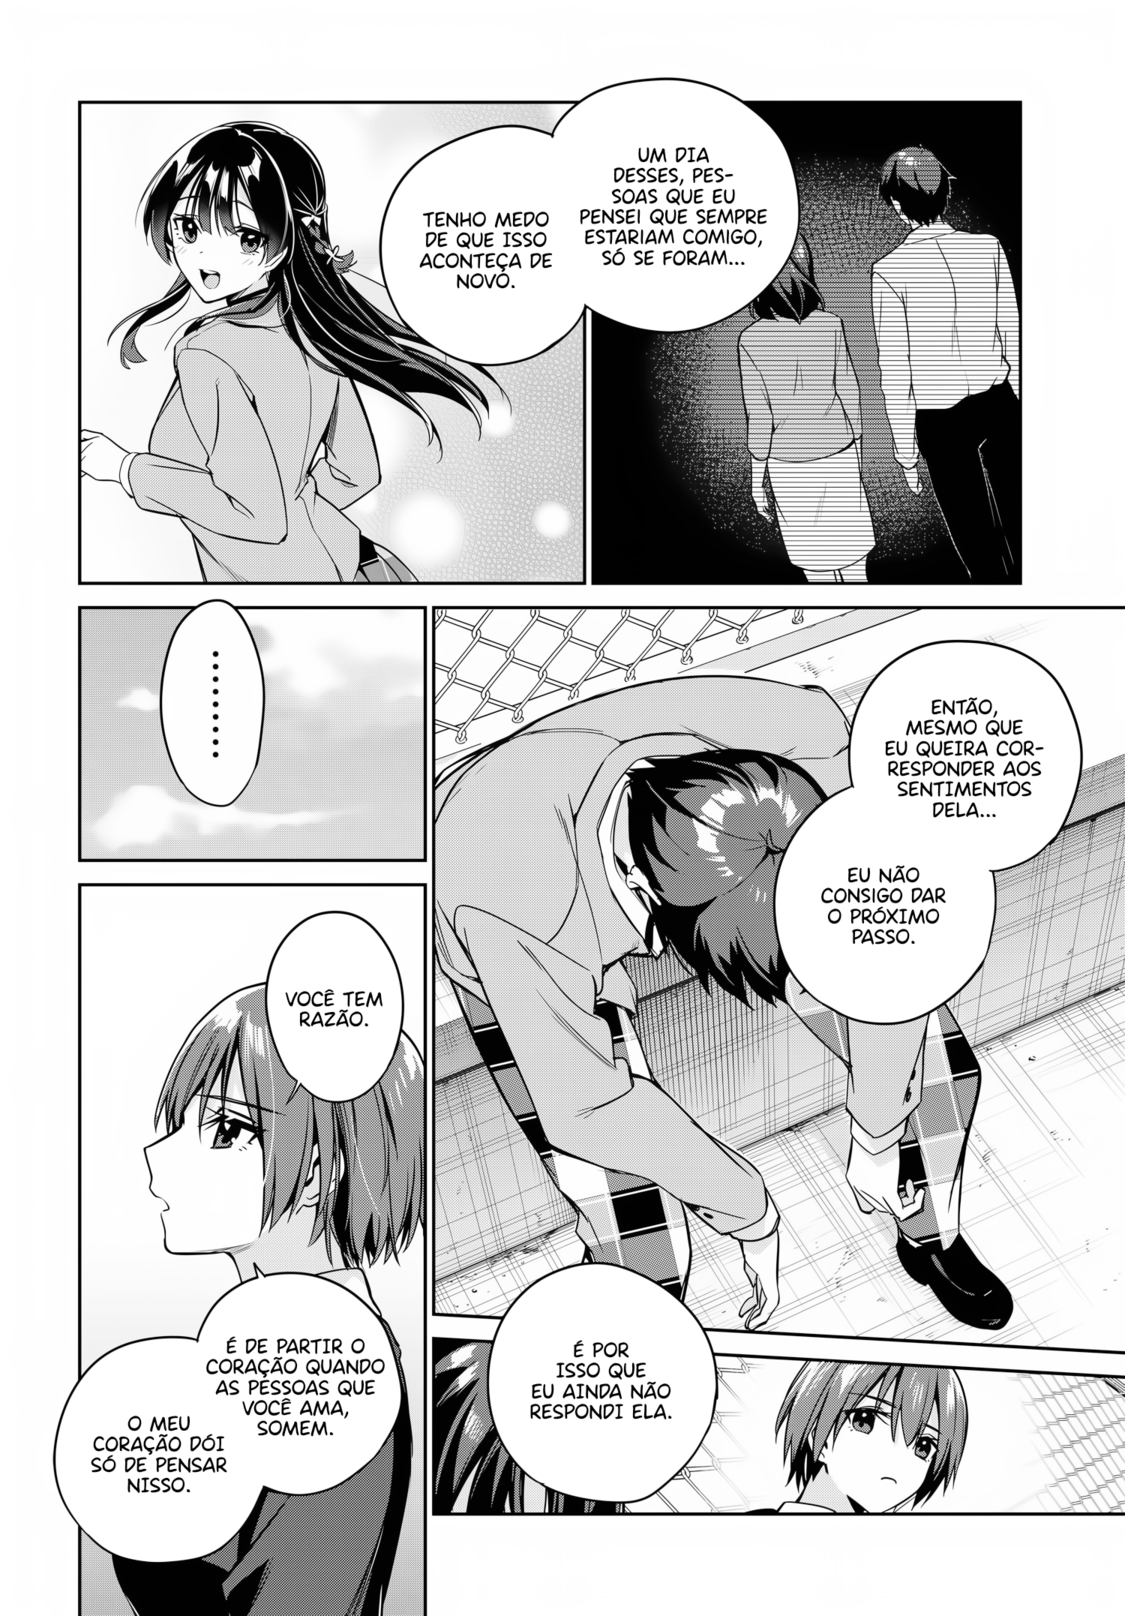 UM DIA
DESSES, PES-
SOAS QUE EU
PENSEI QUE SEMPRE
ESTARIAM COMIGO,
SÓ SE FORAM...
TENHO MEDO
DE QUE ISSO
ACONTEÇA DE
NOVO.
ENTÃO,
MESMO QUE
EU QUEIRA COR-
RESPONDER AOS
SENTIMENTOS
DELA...
EU NÃO
CONSIGO DAR
O PRÓXIMO
PASSO.
É POR
ISSO QUE
EU AINDA NÃO
RESPONDI ELA.
.........
VOCÊ TEM
RAZÃO.
É DE PARTIR O
CORAÇÃO QUANDO
AS PESSOAS QUE
VOCÊ AMA,
SOMEM.
O MEU
CORAÇÃO DÓI
SÓ DE PENSAR
NISSO.